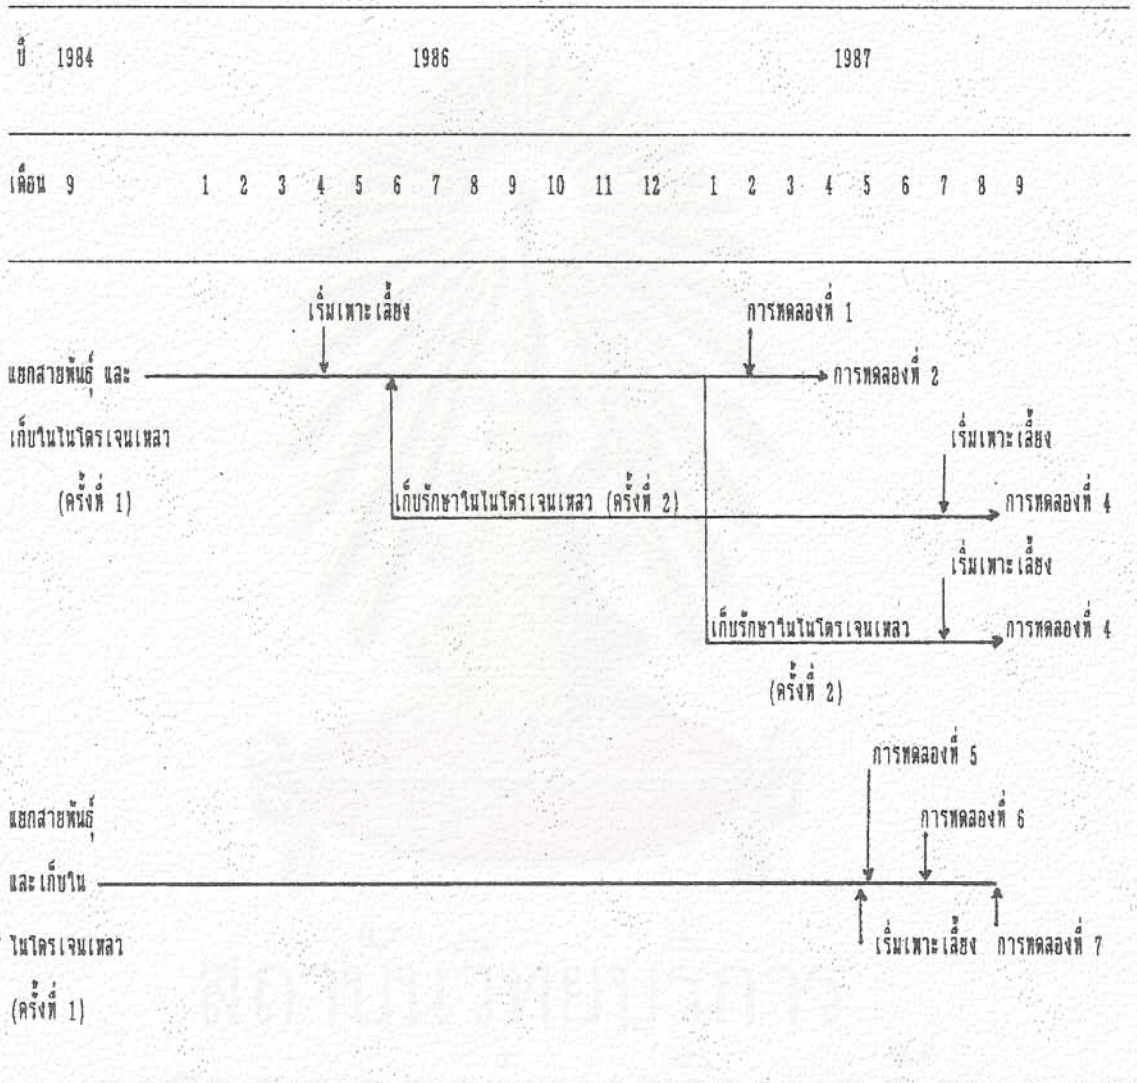 ปี 1984 1986 1987
เดือน 9 1 2 3 4 5 6 7 8 9 10 11 12 1 2 3 4 5 6 7 8 9
เริ่มเพาะเลี้ยง การทดลองที่ 1
แยกสายพันธุ์ และ การทดลองที่ 2
เก็บในไนโตรเจนเหลว เริ่มเพาะเลี้ยง
(ครั้งที่ 1) เก็บรักษาในไนโตรเจนเหลว (ครั้งที่ 2) การทดลองที่ 4
เริ่มเพาะเลี้ยง
เก็บรักษาในไนโตรเจนเหลว การทดลองที่ 4
(ครั้งที่ 2)
การทดลองที่ 5
แยกสายพันธุ์ การทดลองที่ 6
และเก็บใน
ไนโตรเจนเหลว เริ่มเพาะเลี้ยง การทดลองที่ 7
(ครั้งที่ 1)
สถาบันวิทยบริการ